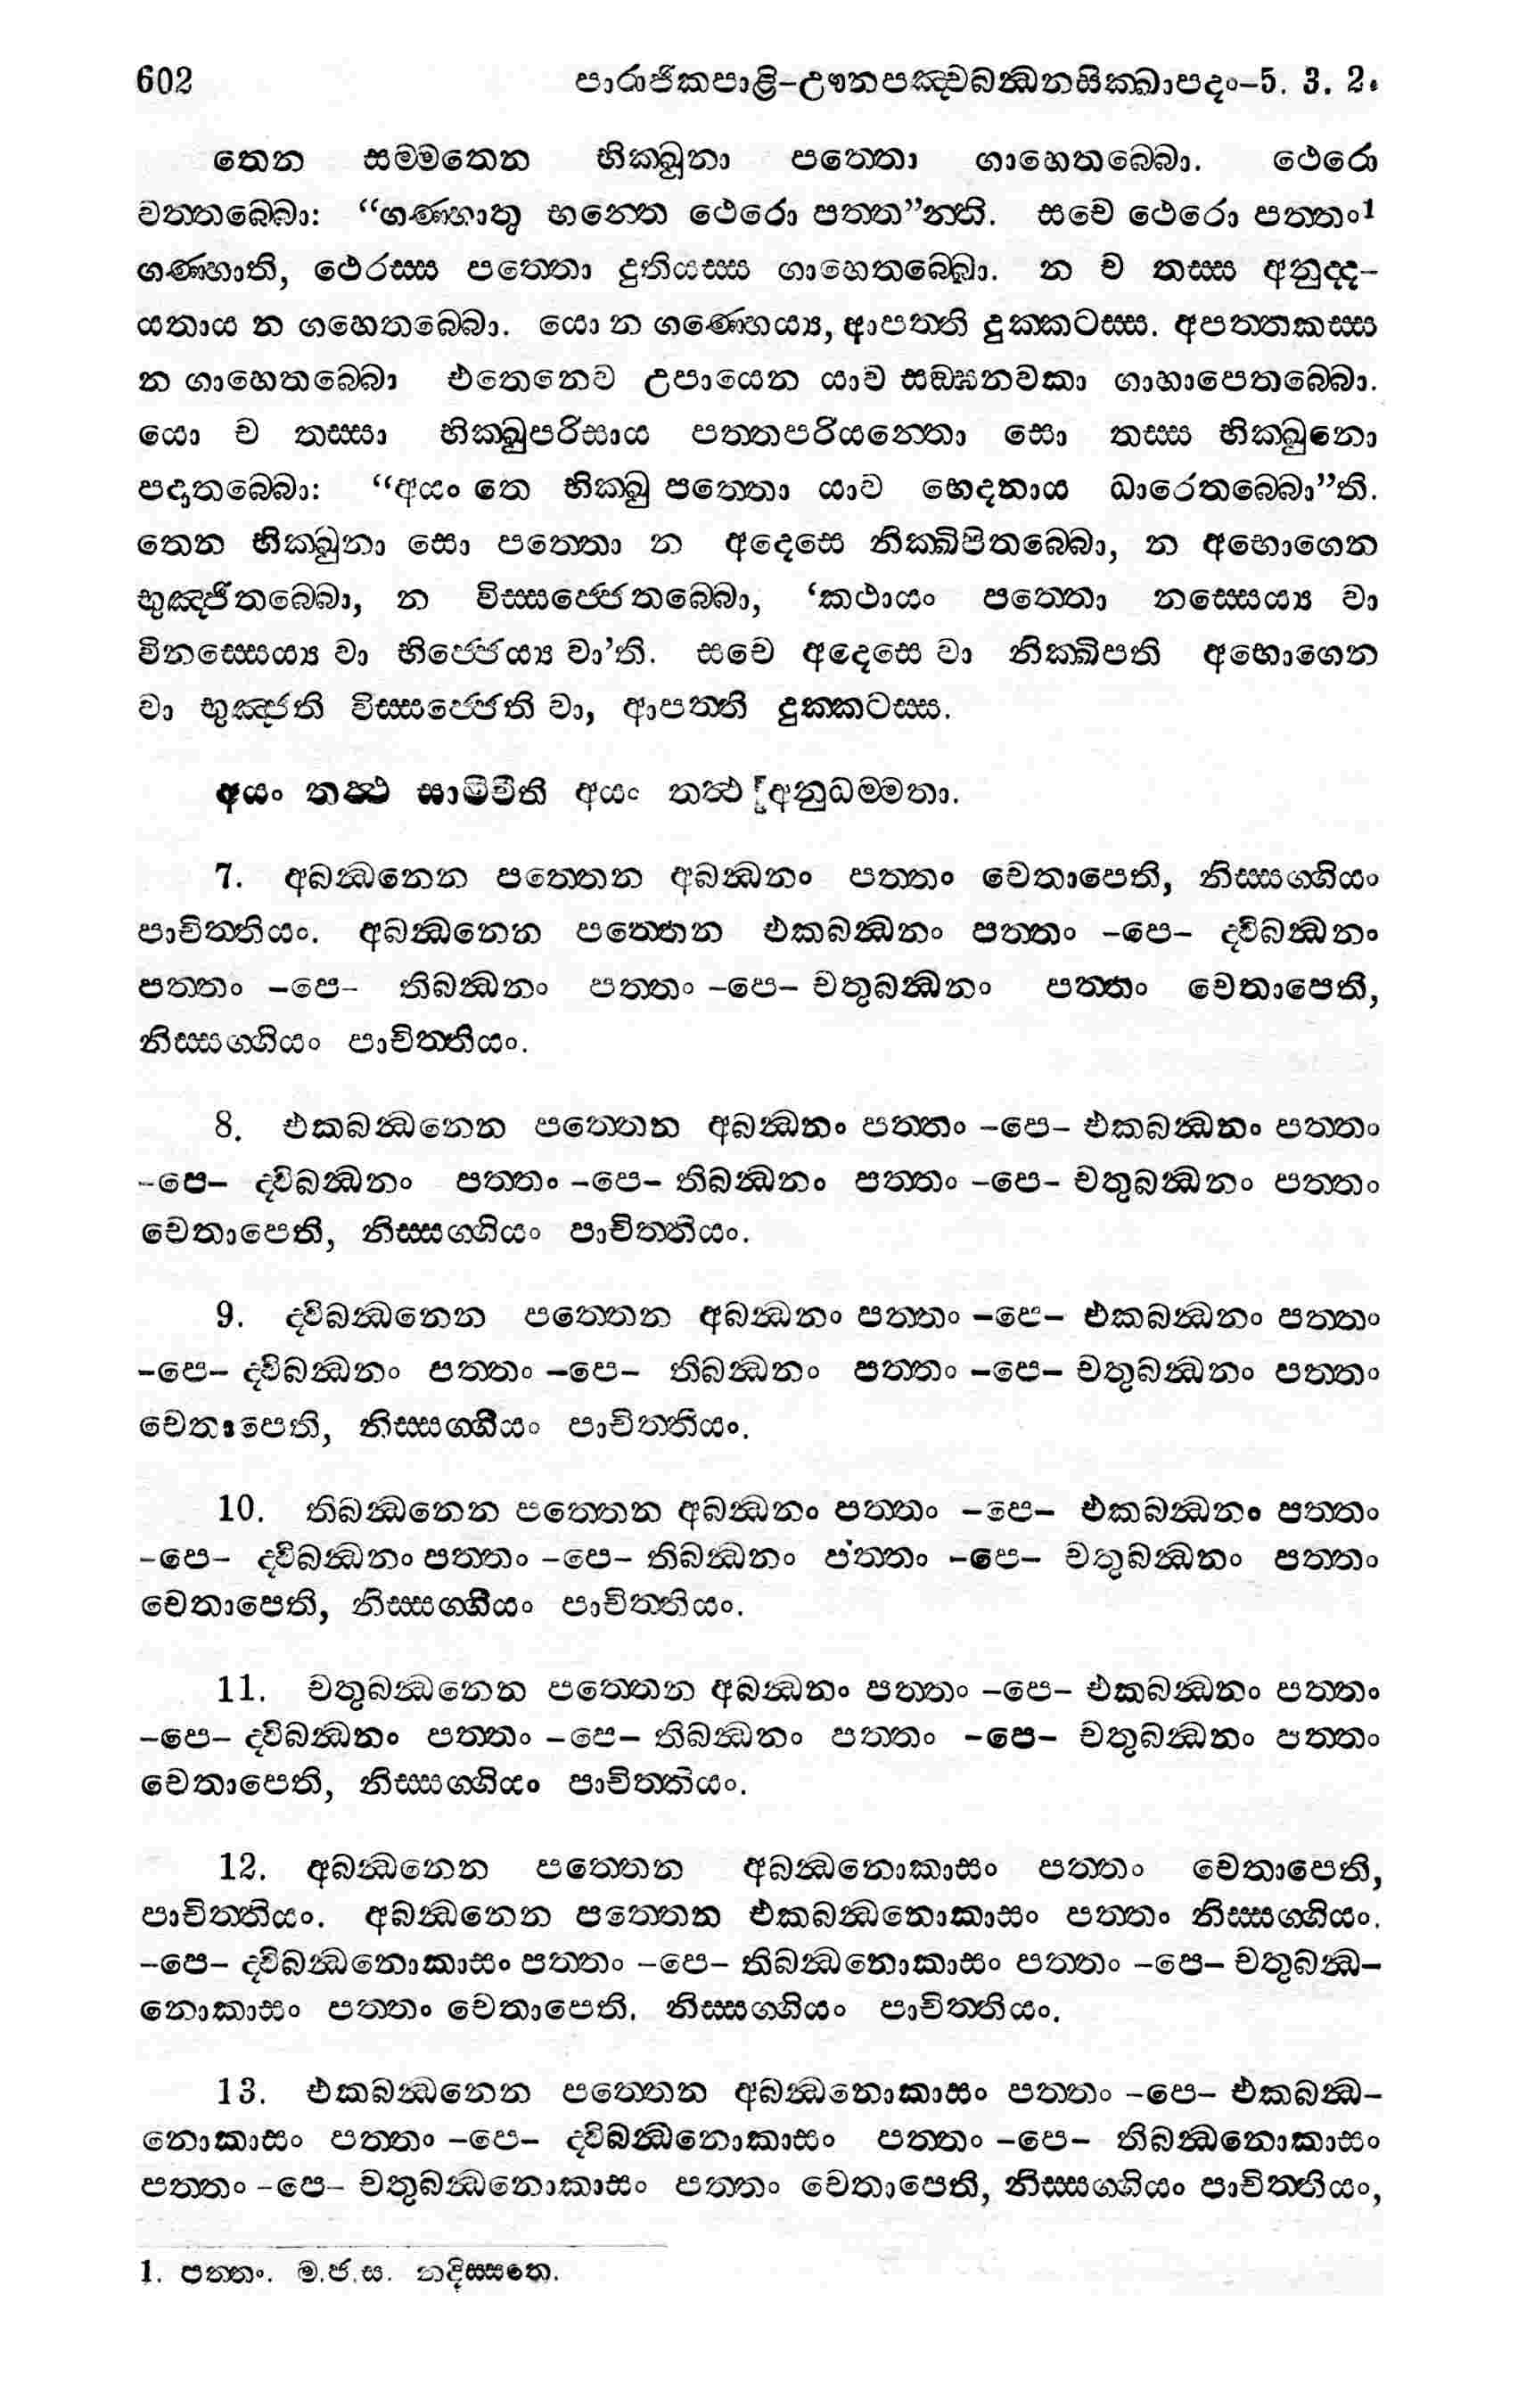 602 පාරාජිකපාළි–ඌනපඤ්චබන්ධනසික්ඛාපදං–5. 3. 2.
තෙන සම්මතෙන භික්ඛුනා පත්තො ගාහෙතබ්බො. ථෙරො
වත්තබ්බො: “ගණ්හාතු භන්තෙ ථෙරො පත්ත”න්ති. සචෙ ථෙරො පත්තං1
ගණ්හාති, ථෙරස්ස පත්තො දුතියස්ස ගාහෙතබ්බො. න ච තස්ස අනුද්ද–
යතාය න ගහෙතබ්බො. යො න ගණ්හෙය්‍ය, ආපත්ති දුක්කටස්ස. අපත්තකස්ස
න ගාහෙතබ්බො එතෙනෙව උපායෙන යාව සඞ්ඝනවකා ගාහාපෙතබ්බො.
යො ච තස්සා භික්ඛුපරිසාය පත්තපරියන්තො සො තස්ස භික්ඛුනො
පදාතබ්බො: “අයං තෙ භික්ඛු පත්තො යාව භෙදනාය ධාරෙතබ්බො”ති.
තෙන භික්ඛුනා සො පත්තො න අදෙසෙ නික්ඛිපිතබ්බො, න අභොගෙන
භුඤ්ජිතබ්බො, න විස්සජ්ජෙතබ්බො, ‘කථායං පත්තො නස්සෙය්‍ය වා
විනස්සෙය්‍ය වා භිජ්ජෙය්‍ය වා’ති. සචෙ අදෙසෙ වා නික්ඛිපති අභොගෙන
වා භුඤ්ජති විස්සජ්ජෙති වා, ආපත්ති දුක්කටස්ස.
අයං තත්ථ සාමීචීති අයං තත්ථ අනුධම්මතා.
7. අබන්ධනෙන පත්තෙන අබන්ධනං පත්තං චෙතාපෙති, නිස්සග්ගියං
පාචිත්තියං. අබන්ධනෙන පත්තෙන එකබන්ධනං පත්තං –පෙ– ද්විබන්ධනං
පත්තං –පෙ– තිබන්ධනං පත්තං –පෙ– චතුබන්ධනං පත්තං චෙතාපෙති,
නිස්සග්ගියං පාචිත්තියං.
8. එකබන්ධනෙන පත්තෙන අබන්ධනං පත්තං –පෙ– එකබන්ධනං පත්තං
–පෙ– ද්විබන්ධනං පත්තං –පෙ– තිබන්ධනං පත්තං –පෙ– චතුබන්ධනං පත්තං
චෙතාපෙති, නිස්සග්ගියං පාචිත්තියං.
9. ද්විබන්ධනෙන පත්තෙන අබන්ධනං පත්තං –පෙ– එකබන්ධනං පත්තං
–පෙ– ද්විබන්ධනං පත්තං –පෙ– තිබන්ධනං පත්තං –පෙ– චතුබන්ධනං පත්තං
චෙතාපෙති, නිස්සග්ගියං පාචිත්තියං.
10. තිබන්ධනෙන පත්තෙන අබන්ධනං පත්තං –පෙ– එකබන්ධනං පත්තං
–පෙ– ද්විබන්ධනං පත්තං –පෙ– තිබන්ධනං පත්තං –පෙ– චතුබන්ධනං පත්තං
චෙතාපෙති, නිස්සග්ගියං පාචිත්තියං.
11. චතුබන්ධනෙන පත්තෙන අබන්ධනං පත්තං –පෙ– එකබන්ධනං පත්තං
–පෙ– ද්විබන්ධනං පත්තං –පෙ– තිබන්ධනං පත්තං –පෙ– චතුබන්ධනං පත්තං
චෙතාපෙති, නිස්සග්ගියං පාචිත්තියං.
12. අබන්ධනෙන පත්තෙන අබන්ධනොකාසං පත්තං චෙතාපෙති,
පාචිත්තියං. අබන්ධනෙන පත්තෙන එකබන්ධනොකාසං පත්තං නිස්සග්ගියං.
–පෙ– ද්විබන්ධනොකාසං පත්තං –පෙ– තිබන්ධනොකාසං පත්තං –පෙ– චතුබන්ධ–
නොකාසං පත්තං චෙතාපෙති. නිස්සග්ගියං පාචිත්තියං.
13. එකබන්ධනෙන පත්තෙන අබන්ධනොකාසං පත්තං –පෙ– එකබන්ධ–
නොකාසං පත්තං –පෙ– ද්විබන්ධනොකාසං පත්තං –පෙ– තිබන්ධනොකාසං
පත්තං –පෙ– චතුබන්ධනොකාසං පත්තං චෙතාපෙති, නිස්සග්ගියං පාචිත්තියං,
1. පත්තං. ම.ජ.ස. නදිස්සතෙ.